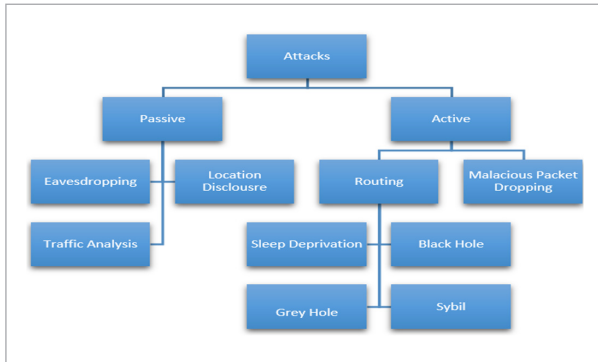 Attacks
Passive
Active
Eavesdropping
Location
Disclousre
Routing
Malacious Packet
Dropping
Traffic Analysis
Sleep Deprivation
Black Hole
Grey Hole
Sybil